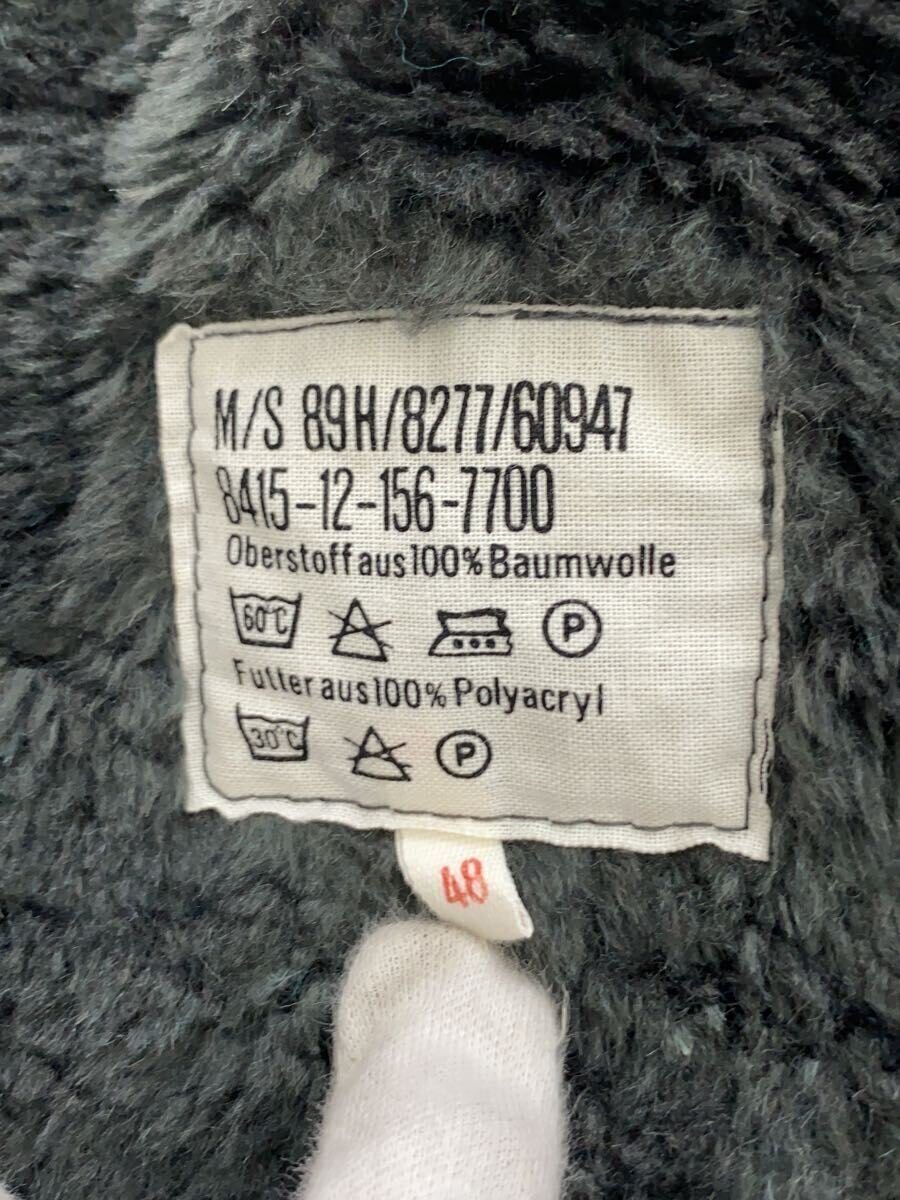 M/S 89H/8277/60947
8415-12-156-7700
Oberstoff aus 100% Baumwolle
60°C P
Futter aus 100% Polyacryl
30°C P
48